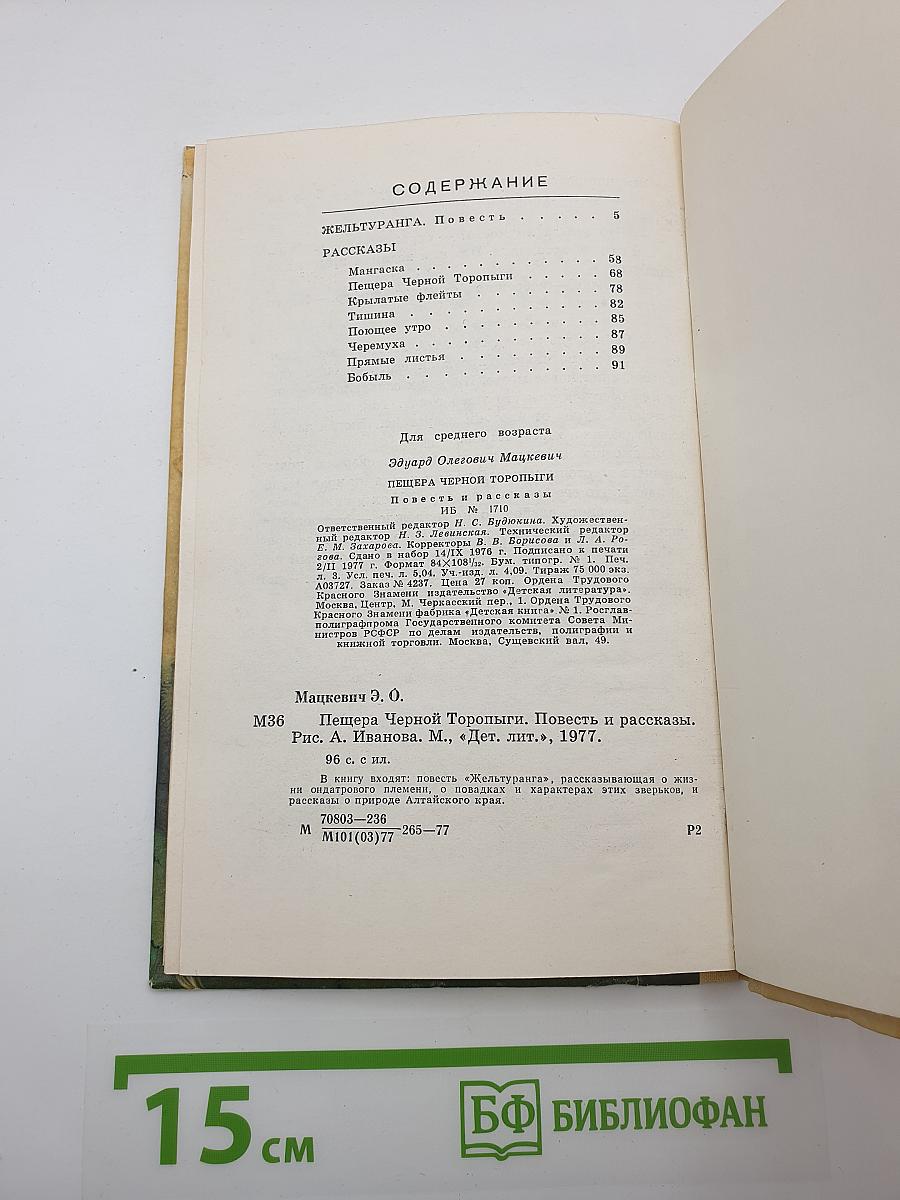 СОДЕРЖАНИЕ
ЖЕЛЬТУРАНГА. Повесть . . . . . 5
РАССКАЗЫ
Мангаска . . . . . . . . . . . . 58
Пещера Черной Торопыги . . . . . 68
Крылатые флейты . . . . . . . . 78
Тишина . . . . . . . . . . . . 82
Поющее утро . . . . . . . . . . 85
Черемуха . . . . . . . . . . . . 87
Прямые листья . . . . . . . . . 89
Бобыль . . . . . . . . . . . . 91
Для среднего возраста
Эдуард Олегович Мацкевич
ПЕЩЕРА ЧЕРНОЙ ТОРОПЫГИ
Повесть и рассказы
ИБ № 1710
Ответственный редактор Н. С. Будюкина. Художествен-
ный редактор Н. З. Левинская. Технический редактор
Е. М. Захарова. Корректоры В. В. Борисова и Л. А. Ро-
гова. Сдано в набор 14/IX 1976 г. Подписано к печати
2/II 1977 г. Формат 84×108¹/₃₂. Бум. типогр. № 1. Печ.
л. 3. Усл. печ. л. 5,04. Уч.-изд. л. 4,09. Тираж 75 000 экз.
А03727. Заказ № 4237. Цена 27 коп. Ордена Трудового
Красного Знамени издательство «Детская литература».
Москва, Центр, М. Черкасский пер., 1. Ордена Трудового
Красного Знамени фабрика «Детская книга» № 1. Росглав-
полиграфпрома Государственного комитета Совета Ми-
нистров РСФСР по делам издательств, полиграфии и
книжной торговли. Москва, Сущевский вал, 49.
Мацкевич Э. О.
М36 Пещера Черной Торопыги. Повесть и рассказы.
Рис. А. Иванова. М., «Дет. лит.», 1977.
96 с. с ил.
В книгу входят: повесть «Жельтуранга», рассказывающая о жиз-
ни ондатрового племени, о повадках и характерах этих зверьков, и
рассказы о природе Алтайского края.
70803—236
М ———— 265—77 Р2
М101(03)77
15 см БФ БИБЛИОФАН